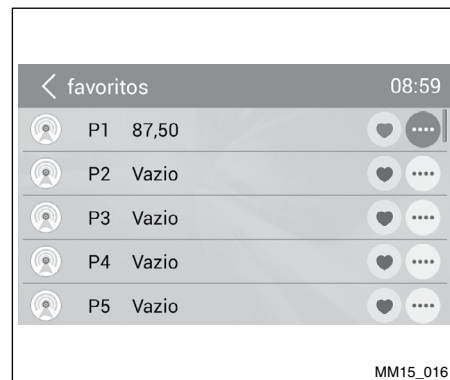 favoritos 08:59
P1 87,50
P2 Vazio
P3 Vazio
P4 Vazio
P5 Vazio
MM15_016